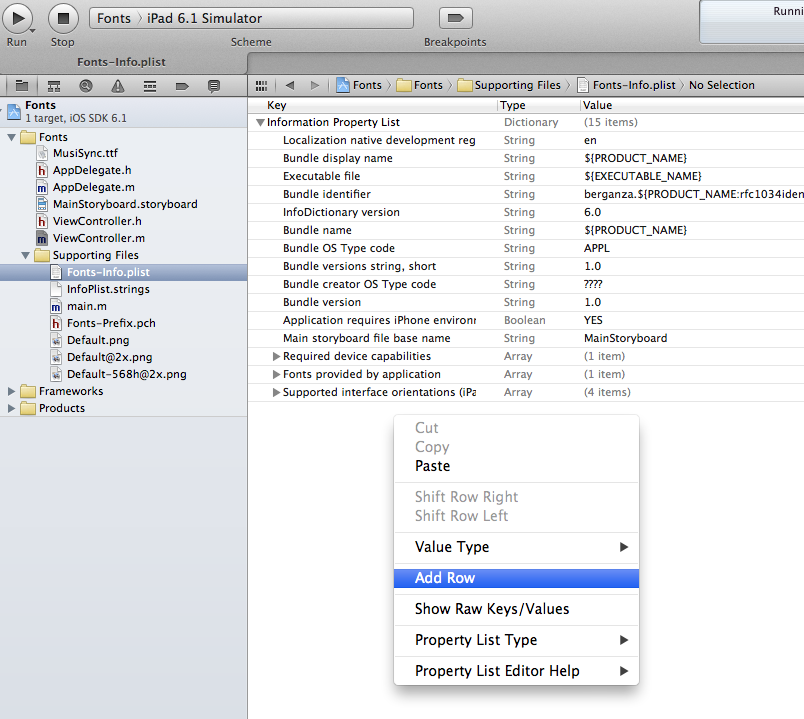 Fonts › iPad 6.1 Simulator
Runni
Run
Stop
Scheme
Breakpoints
Fonts-Info.plist
Fonts
Fonts
Supporting Files
Fonts-Info.plist
No Selection
Fonts
1 target, iOS SDK 6.1
Fonts
MusiSync.ttf
AppDelegate.h
AppDelegate.m
MainStoryboard.storyboard
ViewController.h
ViewController.m
Supporting Files
Fonts-Info.plist
InfoPlist.strings
main.m
Fonts-Prefix.pch
Default.png
Default@2x.png
Default-568h@2x.png
Frameworks
Products
Key Type Value
Information Property List Dictionary (15 items)
Localization native development reg String en
Bundle display name String ${PRODUCT_NAME}
Executable file String ${EXECUTABLE_NAME}
Bundle identifier String berganza.${PRODUCT_NAME:rfc1034iden
InfoDictionary version String 6.0
Bundle name String ${PRODUCT_NAME}
Bundle OS Type code String APPL
Bundle versions string, short String 1.0
Bundle creator OS Type code String ????
Bundle version String 1.0
Application requires iPhone environm Boolean YES
Main storyboard file base name String MainStoryboard
Required device capabilities Array (1 item)
Fonts provided by application Array (1 item)
Supported interface orientations (iPa Array (4 items)
Cut
Copy
Paste
Shift Row Right
Shift Row Left
Value Type
Add Row
Show Raw Keys/Values
Property List Type
Property List Editor Help